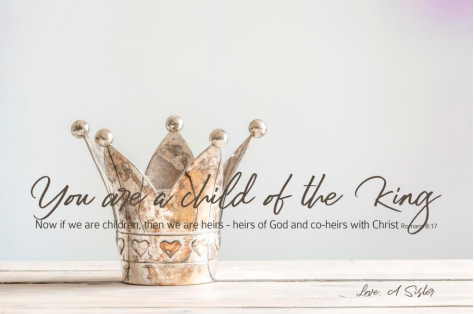 You are a child of the King
Now if we are children, then we are heirs - heirs of God and co-heirs with Christ Romans 8:17
Love, A Sister